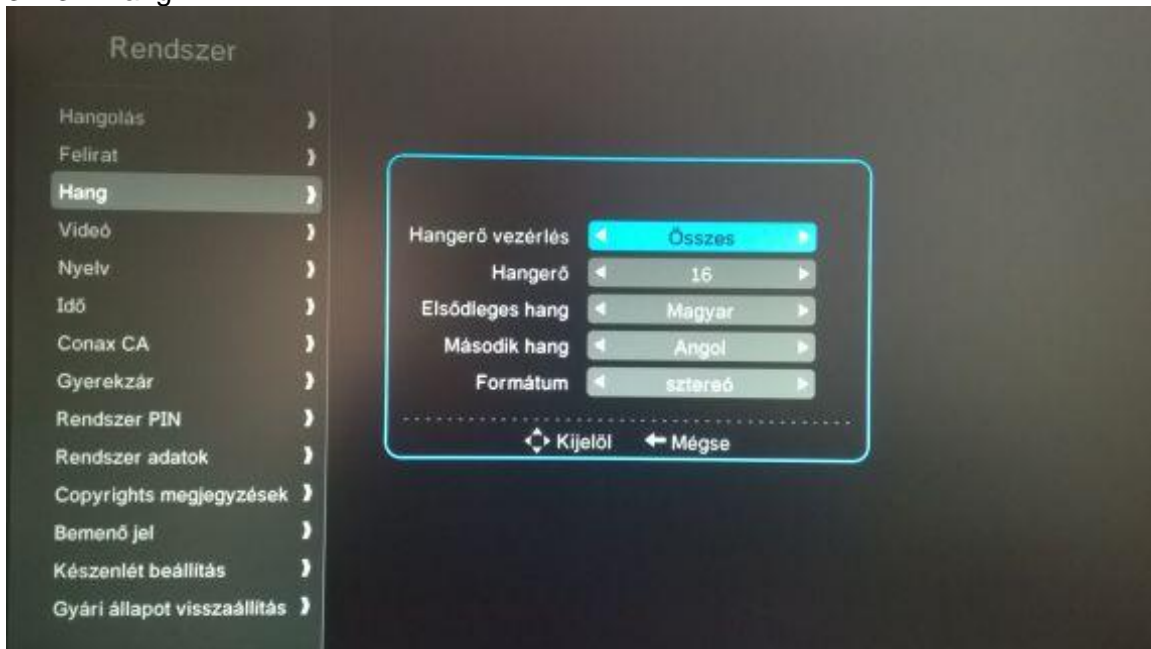 Rendszer
Hangolás
Felirat
Hang
Videó
Nyelv
Idő
Conax CA
Gyerekzár
Rendszer PIN
Rendszer adatok
Copyrights megjegyzések
Bemenő jel
Készenlét beállítás
Gyári állapot visszaállítás
Hangerő vezérlés Összes
Hangerő 16
Elsődleges hang Magyar
Második hang Angol
Formátum sztereó
Kijelöl Mégse